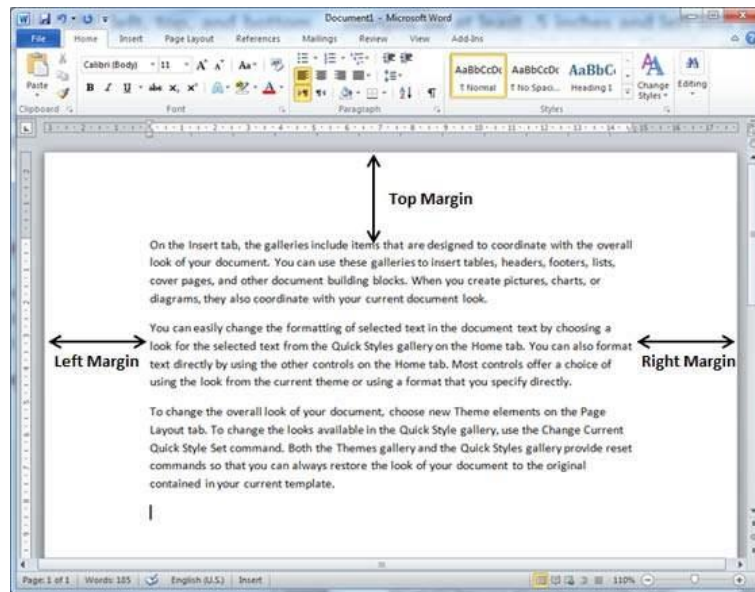 Document1 - Microsoft Word
File Home Insert Page Layout References Mailings Review View Add-Ins
Paste
Calibri (Body) 11 A A Aa
B I U abc x, x² A
AaBbCcDc AaBbCcDc AaBbC
¶ Normal ¶ No Spaci... Heading 1
Change Styles
Editing
Clipboard Font Paragraph Styles
Top Margin
On the Insert tab, the galleries include items that are designed to coordinate with the overall
look of your document. You can use these galleries to insert tables, headers, footers, lists,
cover pages, and other document building blocks. When you create pictures, charts, or
diagrams, they also coordinate with your current document look.
You can easily change the formatting of selected text in the document text by choosing a
look for the selected text from the Quick Styles gallery on the Home tab. You can also format
text directly by using the other controls on the Home tab. Most controls offer a choice of
using the look from the current theme or using a format that you specify directly.
Left Margin
Right Margin
To change the overall look of your document, choose new Theme elements on the Page
Layout tab. To change the looks available in the Quick Style gallery, use the Change Current
Quick Style Set command. Both the Themes gallery and the Quick Styles gallery provide reset
commands so that you can always restore the look of your document to the original
contained in your current template.
Page: 1 of 1 Words: 185 English (U.S.) Insert 110%